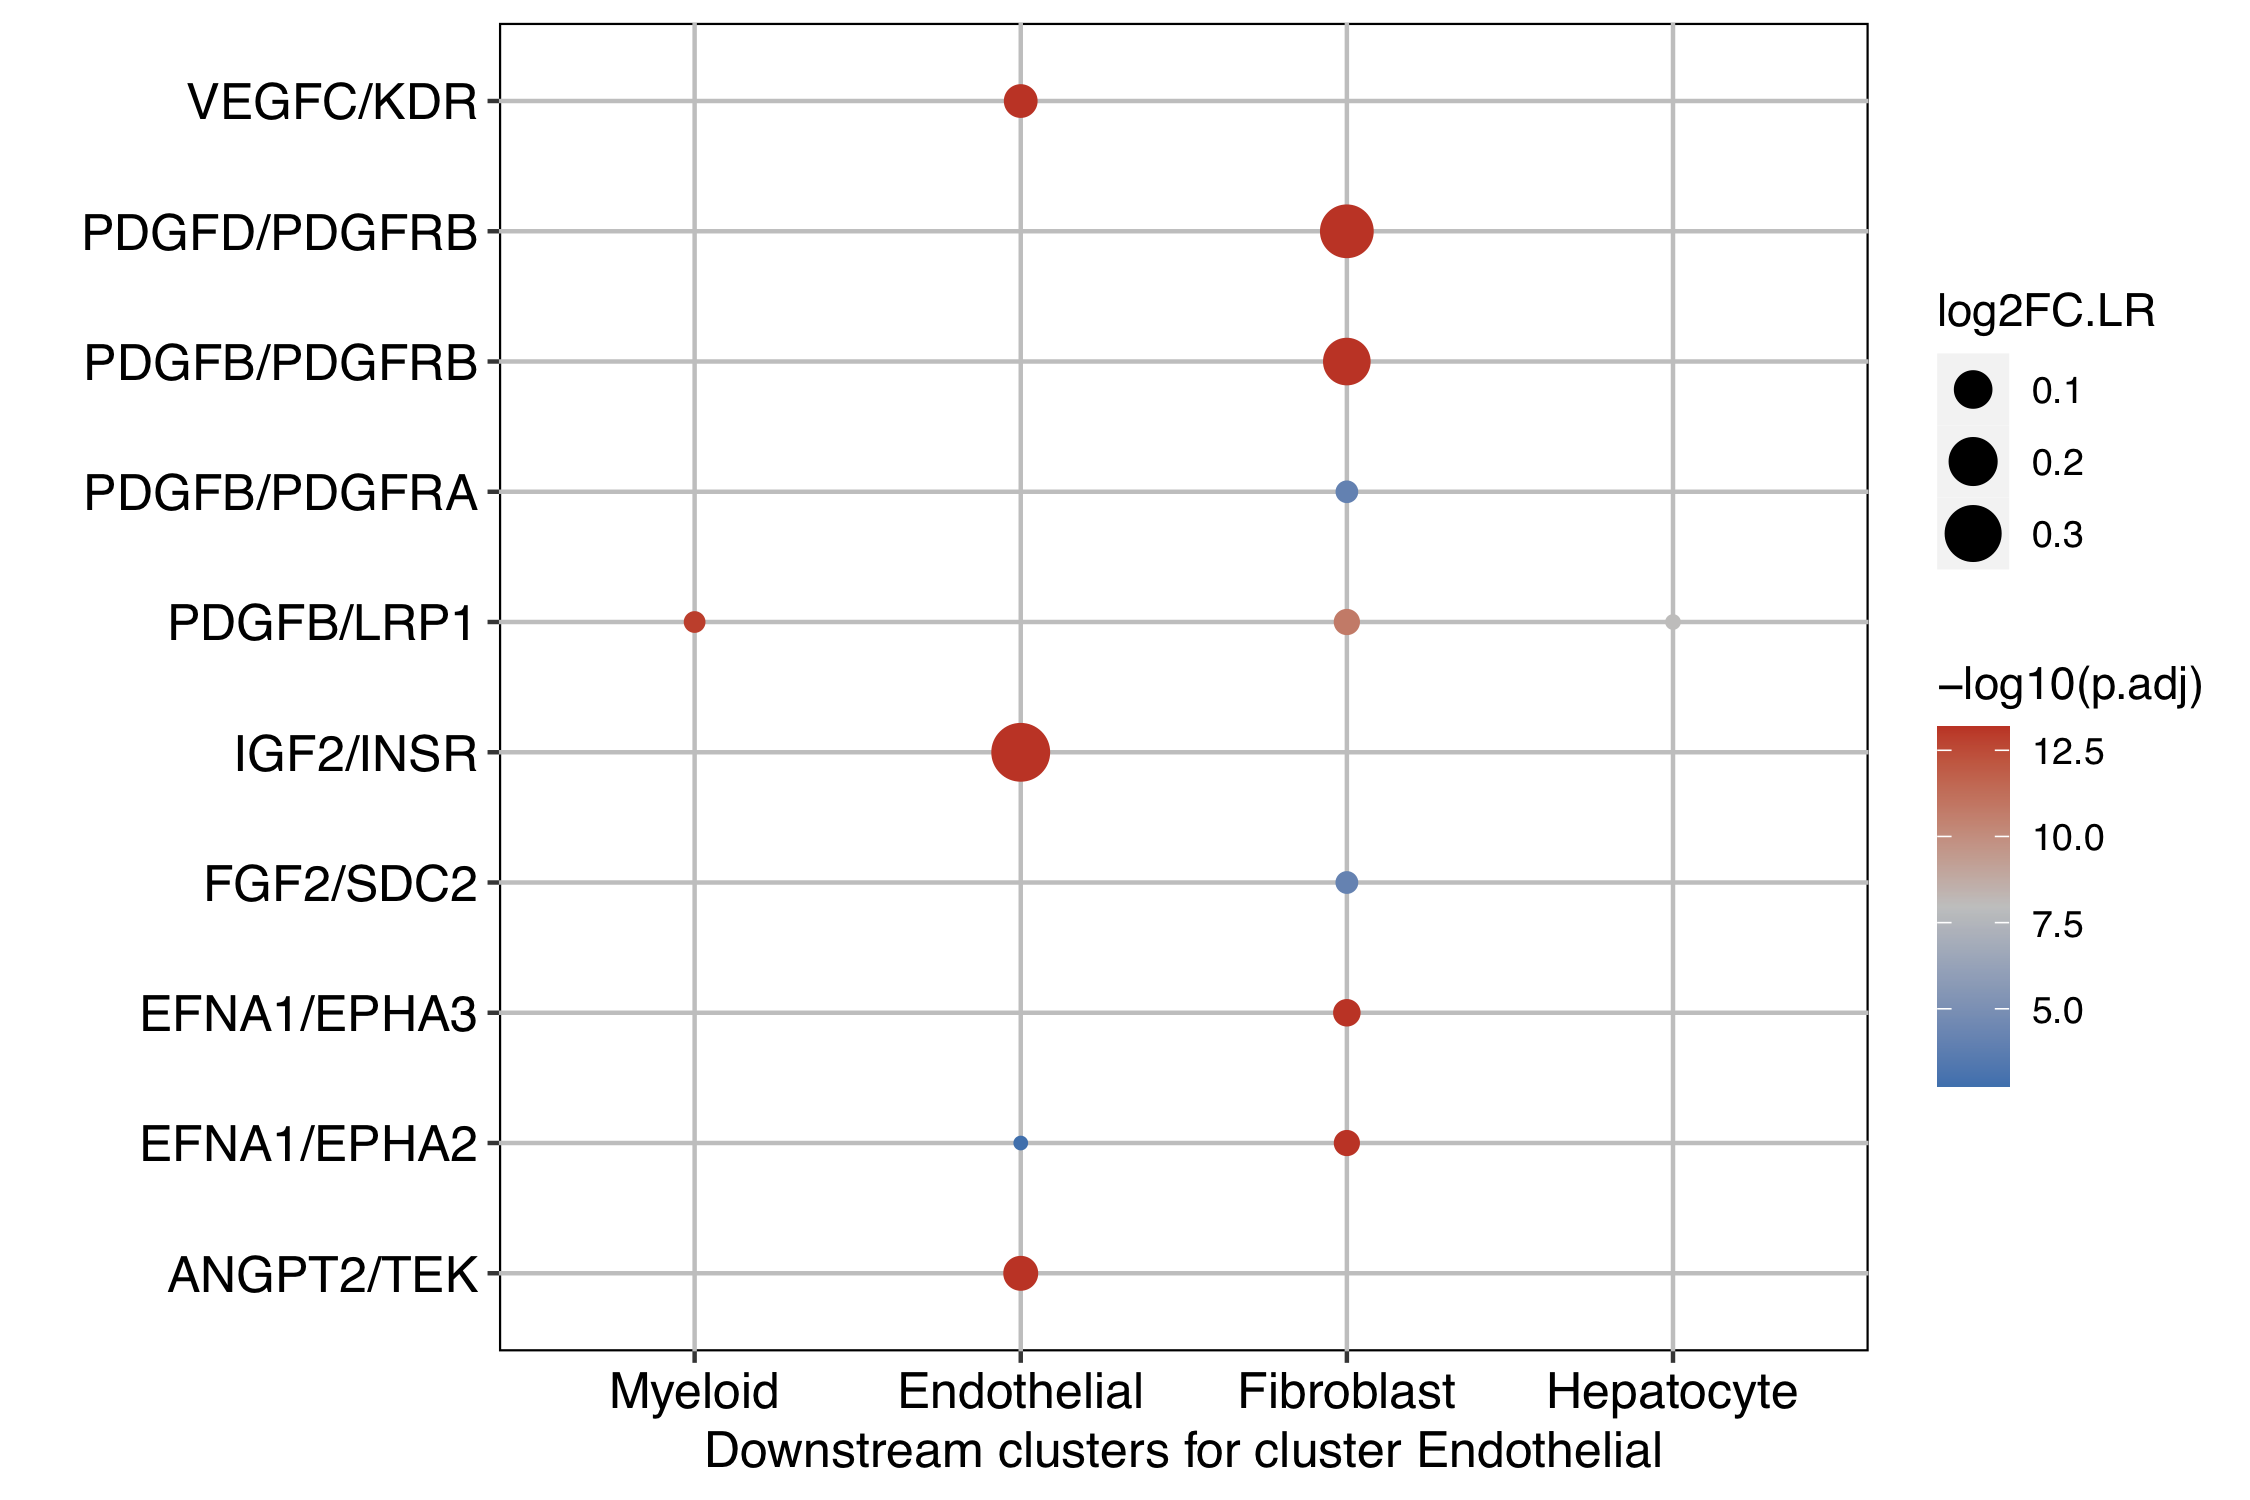 VEGFC/KDR
PDGFD/PDGFRB
PDGFB/PDGFRB
PDGFB/PDGFRA
PDGFB/LRP1
IGF2/INSR
FGF2/SDC2
EFNA1/EPHA3
EFNA1/EPHA2
ANGPT2/TEK
Myeloid Endothelial Fibroblast Hepatocyte
Downstream clusters for cluster Endothelial
log2FC.LR
0.1
0.2
0.3
−log10(p.adj)
12.5
10.0
7.5
5.0